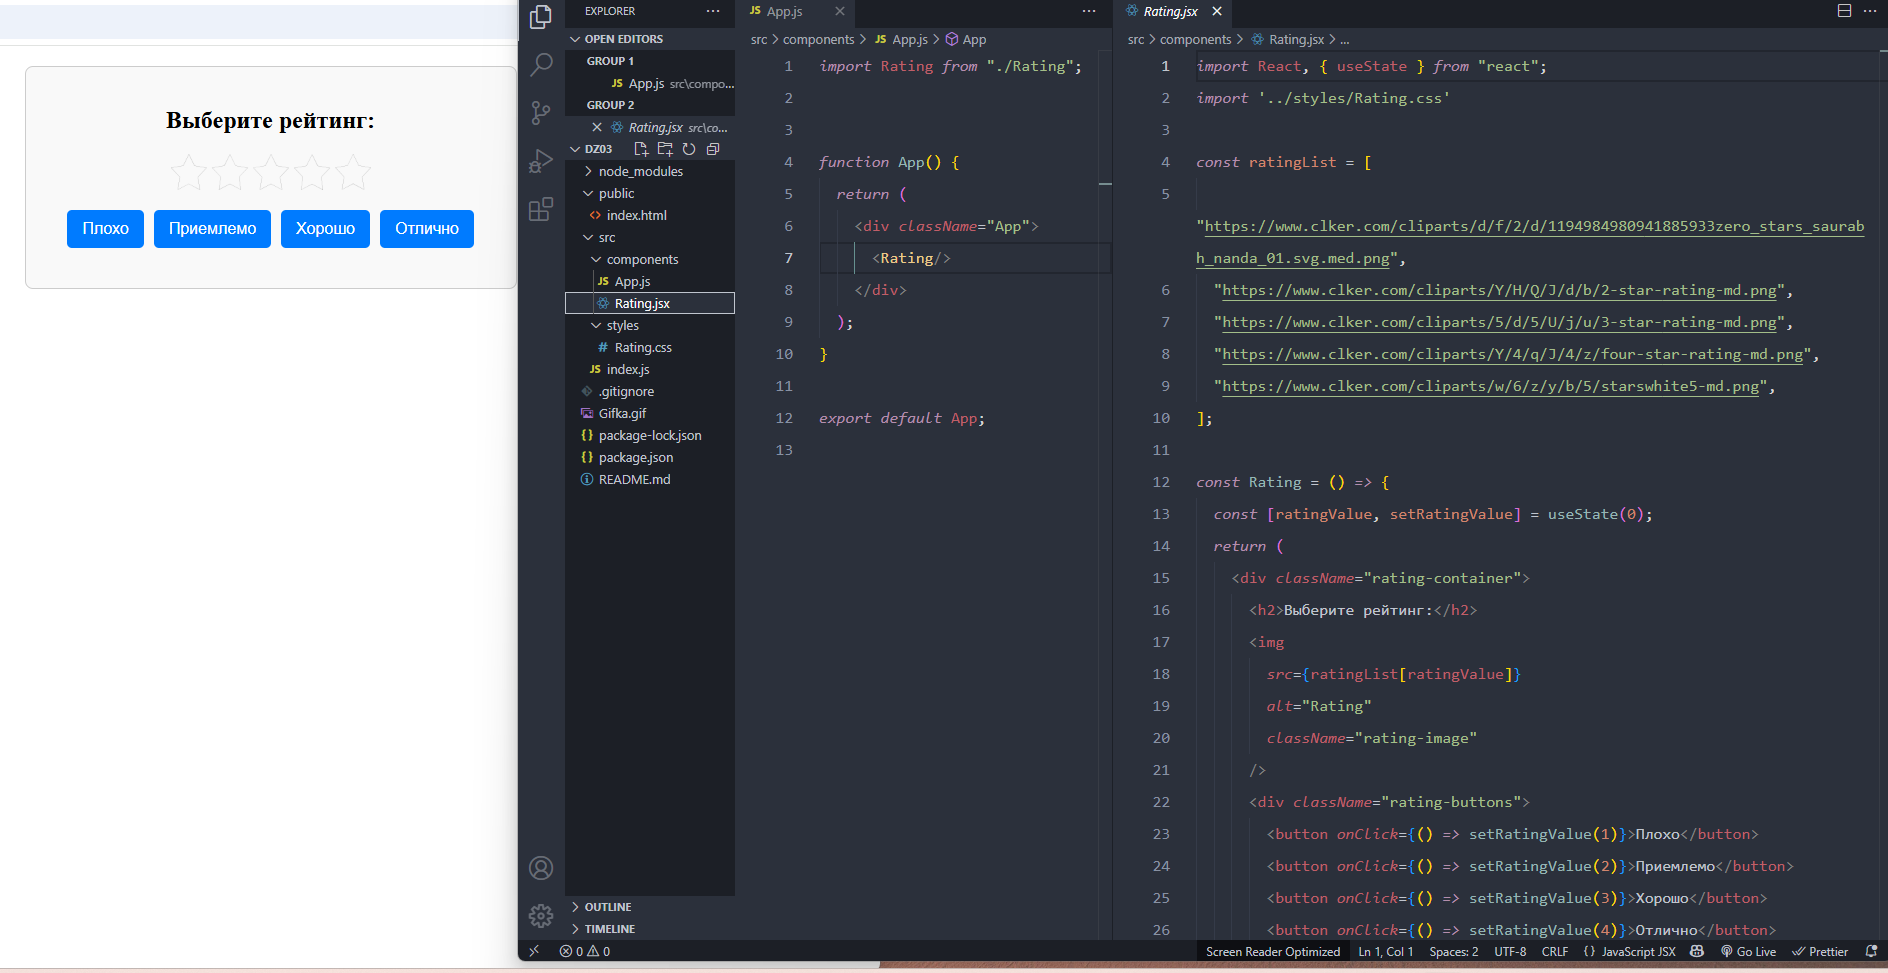 Выберите рейтинг:
Плохо
Приемлемо
Хорошо
Отлично
EXPLORER
OPEN EDITORS
GROUP 1
JS App.js src\compo...
GROUP 2
Rating.jsx src\co...
DZ03
node_modules
public
<> index.html
src
components
JS App.js
Rating.jsx
styles
# Rating.css
JS index.js
.gitignore
Gifka.gif
{} package-lock.json
{} package.json
README.md
OUTLINE
TIMELINE
JS App.js
src > components > JS App.js > App
1 import Rating from "./Rating";
2
3
4 function App() {
5 return (
6 <div className="App">
7 <Rating/>
8 </div>
9 );
10 }
11
12 export default App;
13
Rating.jsx
src > components > Rating.jsx > ...
1 import React, { useState } from "react";
2 import '../styles/Rating.css'
3
4 const ratingList = [
5
"https://www.clker.com/cliparts/d/f/2/d/1194984980941885933zero_stars_saurab
h_nanda_01.svg.med.png",
6 "https://www.clker.com/cliparts/Y/H/Q/J/d/b/2-star-rating-md.png",
7 "https://www.clker.com/cliparts/5/d/5/U/j/u/3-star-rating-md.png",
8 "https://www.clker.com/cliparts/Y/4/q/J/4/z/four-star-rating-md.png",
9 "https://www.clker.com/cliparts/w/6/z/y/b/5/starswhite5-md.png",
10 ];
11
12 const Rating = () => {
13 const [ratingValue, setRatingValue] = useState(0);
14 return (
15 <div className="rating-container">
16 <h2>Выберите рейтинг:</h2>
17 <img
18 src={ratingList[ratingValue]}
19 alt="Rating"
20 className="rating-image"
21 />
22 <div className="rating-buttons">
23 <button onClick={() => setRatingValue(1)}>Плохо</button>
24 <button onClick={() => setRatingValue(2)}>Приемлемо</button>
25 <button onClick={() => setRatingValue(3)}>Хорошо</button>
26 <button onClick={() => setRatingValue(4)}>Отлично</button>
0 0
Screen Reader Optimized Ln 1, Col 1 Spaces: 2 UTF-8 CRLF {} JavaScript JSX Go Live Prettier